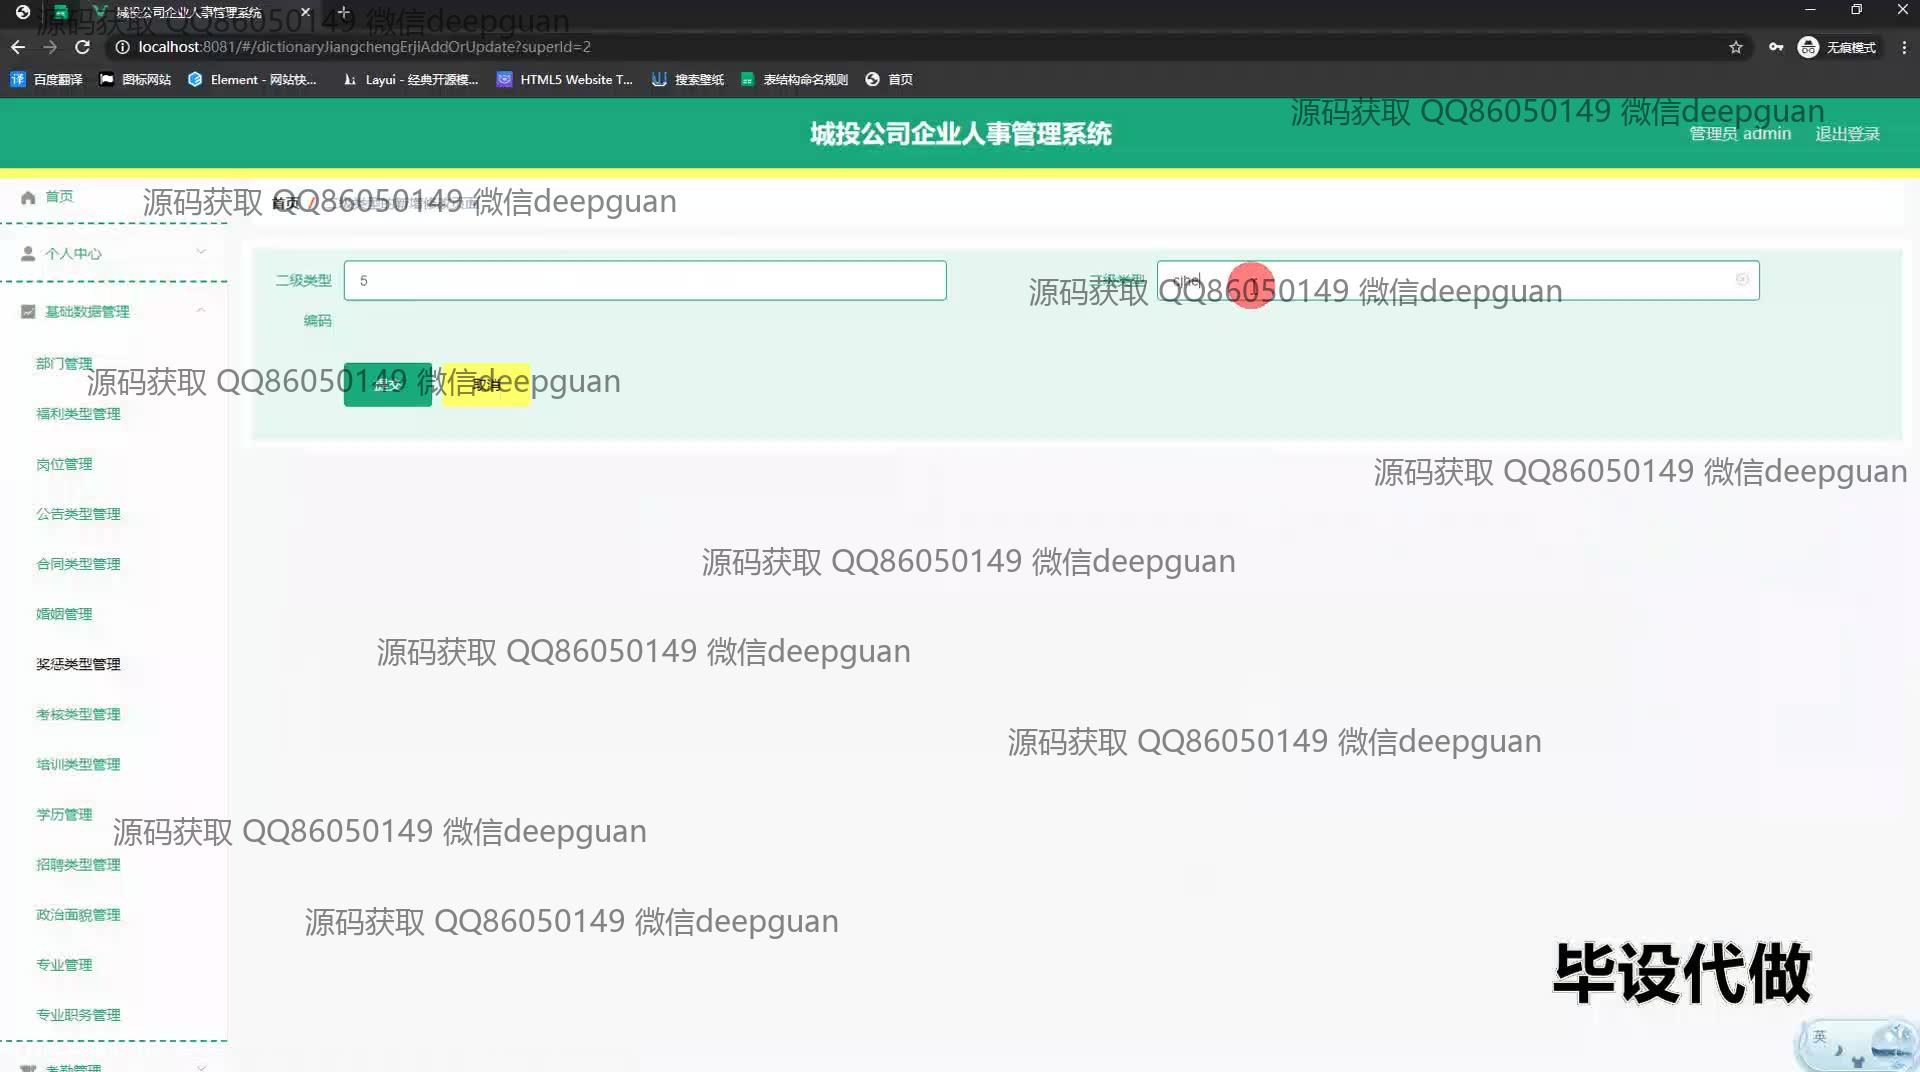 城投公司企业人事管理系统
源码获取 QQ86050149 微信deepguan
localhost:8081/#/dictionaryJiangchengErjiAddOrUpdate?superId=2
无痕模式
百度翻译
图标网站
Element - 网站快...
Layui - 经典开源模...
HTML5 Website T...
搜索壁纸
表结构命名规则
首页
源码获取 QQ86050149 微信deepguan
城投公司企业人事管理系统
管理员 admin
退出登录
首页
源码获取 QQ86050149 微信deepguan
首页 /
个人中心
二级类型编码
5
二级类型
源码获取 QQ86050149 微信deepguan
基础数据管理
部门管理
源码获取 QQ86050149 微信deepguan
提交
取消
福利类型管理
岗位管理
源码获取 QQ86050149 微信deepguan
公告类型管理
合同类型管理
源码获取 QQ86050149 微信deepguan
婚姻管理
源码获取 QQ86050149 微信deepguan
奖惩类型管理
考核类型管理
源码获取 QQ86050149 微信deepguan
培训类型管理
学历管理
源码获取 QQ86050149 微信deepguan
招聘类型管理
政治面貌管理
源码获取 QQ86050149 微信deepguan
专业管理
毕设代做
专业职务管理
英
考勤管理